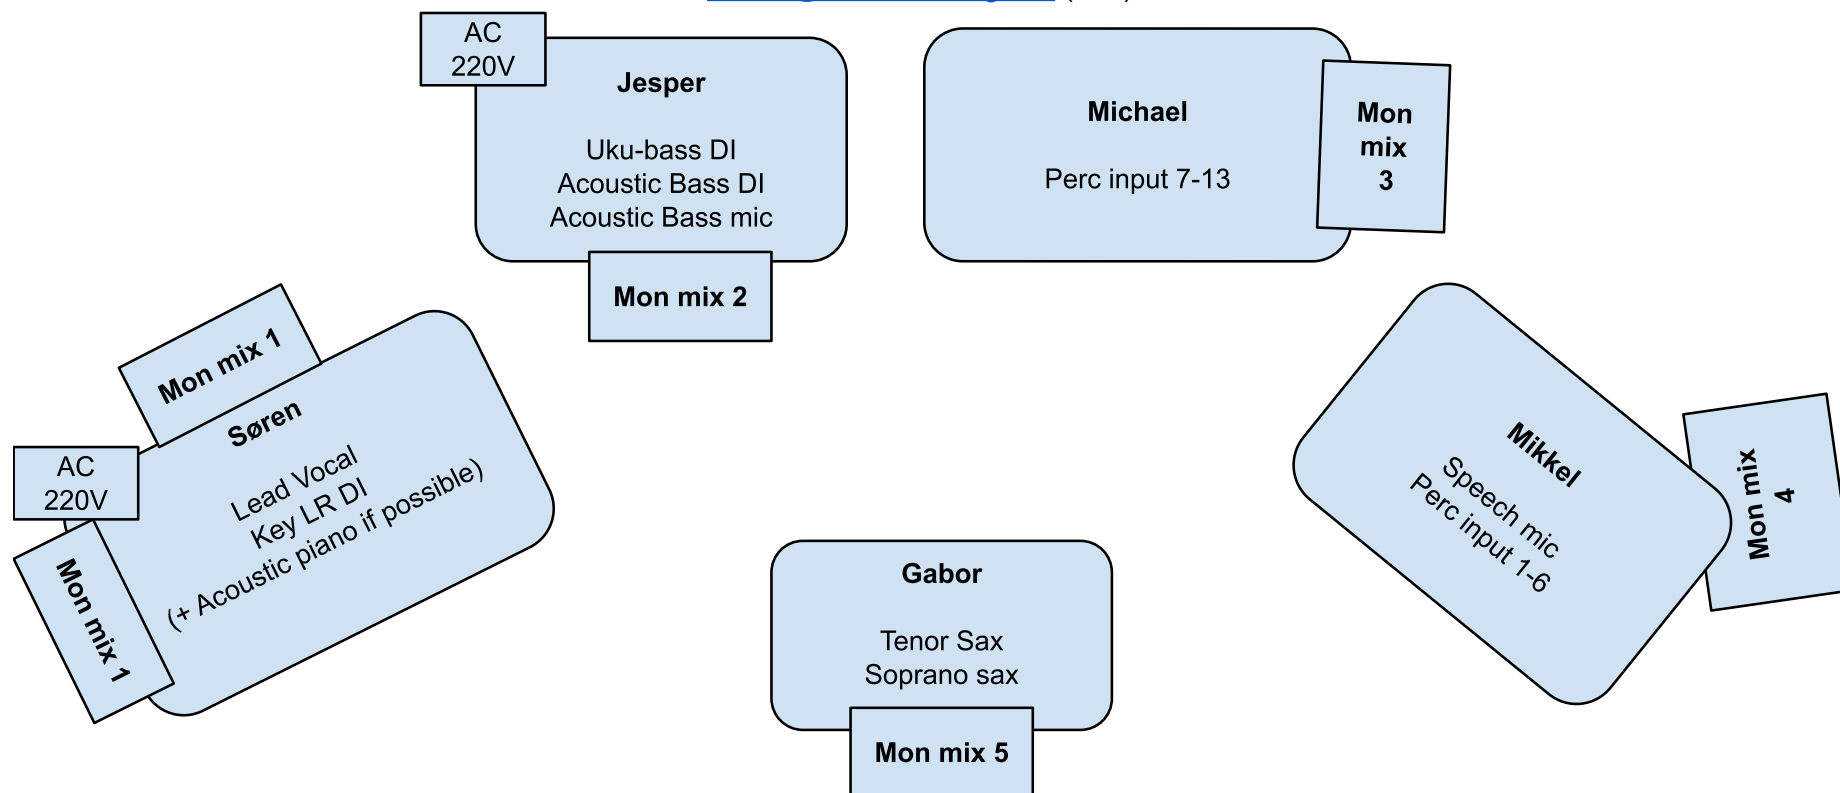 AC
220V
Jesper
Uku-bass DI
Acoustic Bass DI
Acoustic Bass mic
Mon mix 2
Michael
Perc input 7-13
Mon
mix
3
Mon mix 1
Søren
Lead Vocal
Key LR DI
(+ Acoustic piano if possible)
AC
220V
Mon mix 1
Gabor
Tenor Sax
Soprano sax
Mon mix 5
Mikkel
Speech mic
Perc input 1-6
Mon mix
4